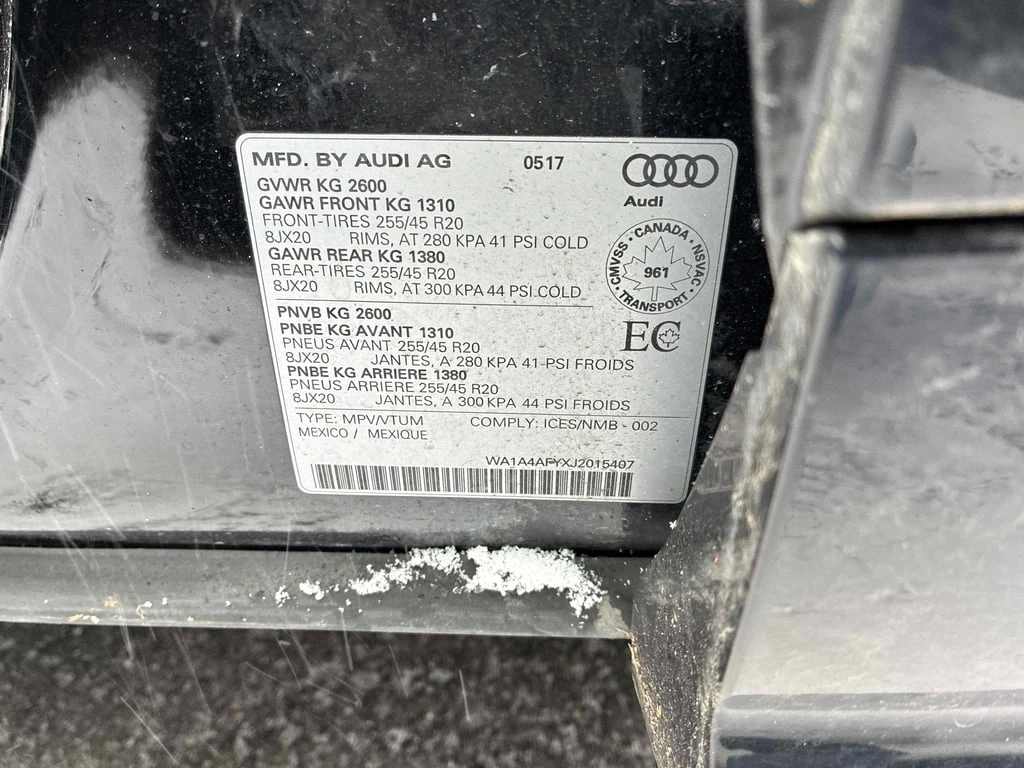 MFD. BY AUDI AG 0517
Audi
GVWR KG 2600
GAWR FRONT KG 1310
FRONT-TIRES 255/45 R20
8JX20 RIMS, AT 280 KPA 41 PSI COLD
GAWR REAR KG 1380
REAR-TIRES 255/45 R20
8JX20 RIMS, AT 300 KPA 44 PSI COLD
CANADA
CMVSS · NSVAC
961
TRANSPORT
PNVB KG 2600
PNBE KG AVANT 1310
PNEUS AVANT 255/45 R20
8JX20 JANTES, A 280 KPA 41 PSI FROIDS
PNBE KG ARRIERE 1380
PNEUS ARRIERE 255/45 R20
8JX20 JANTES, A 300 KPA 44 PSI FROIDS
EC
TYPE: MPV/VTUM COMPLY: ICES/NMB - 002
MEXICO / MEXIQUE
WA1A4AFYXJ2015407